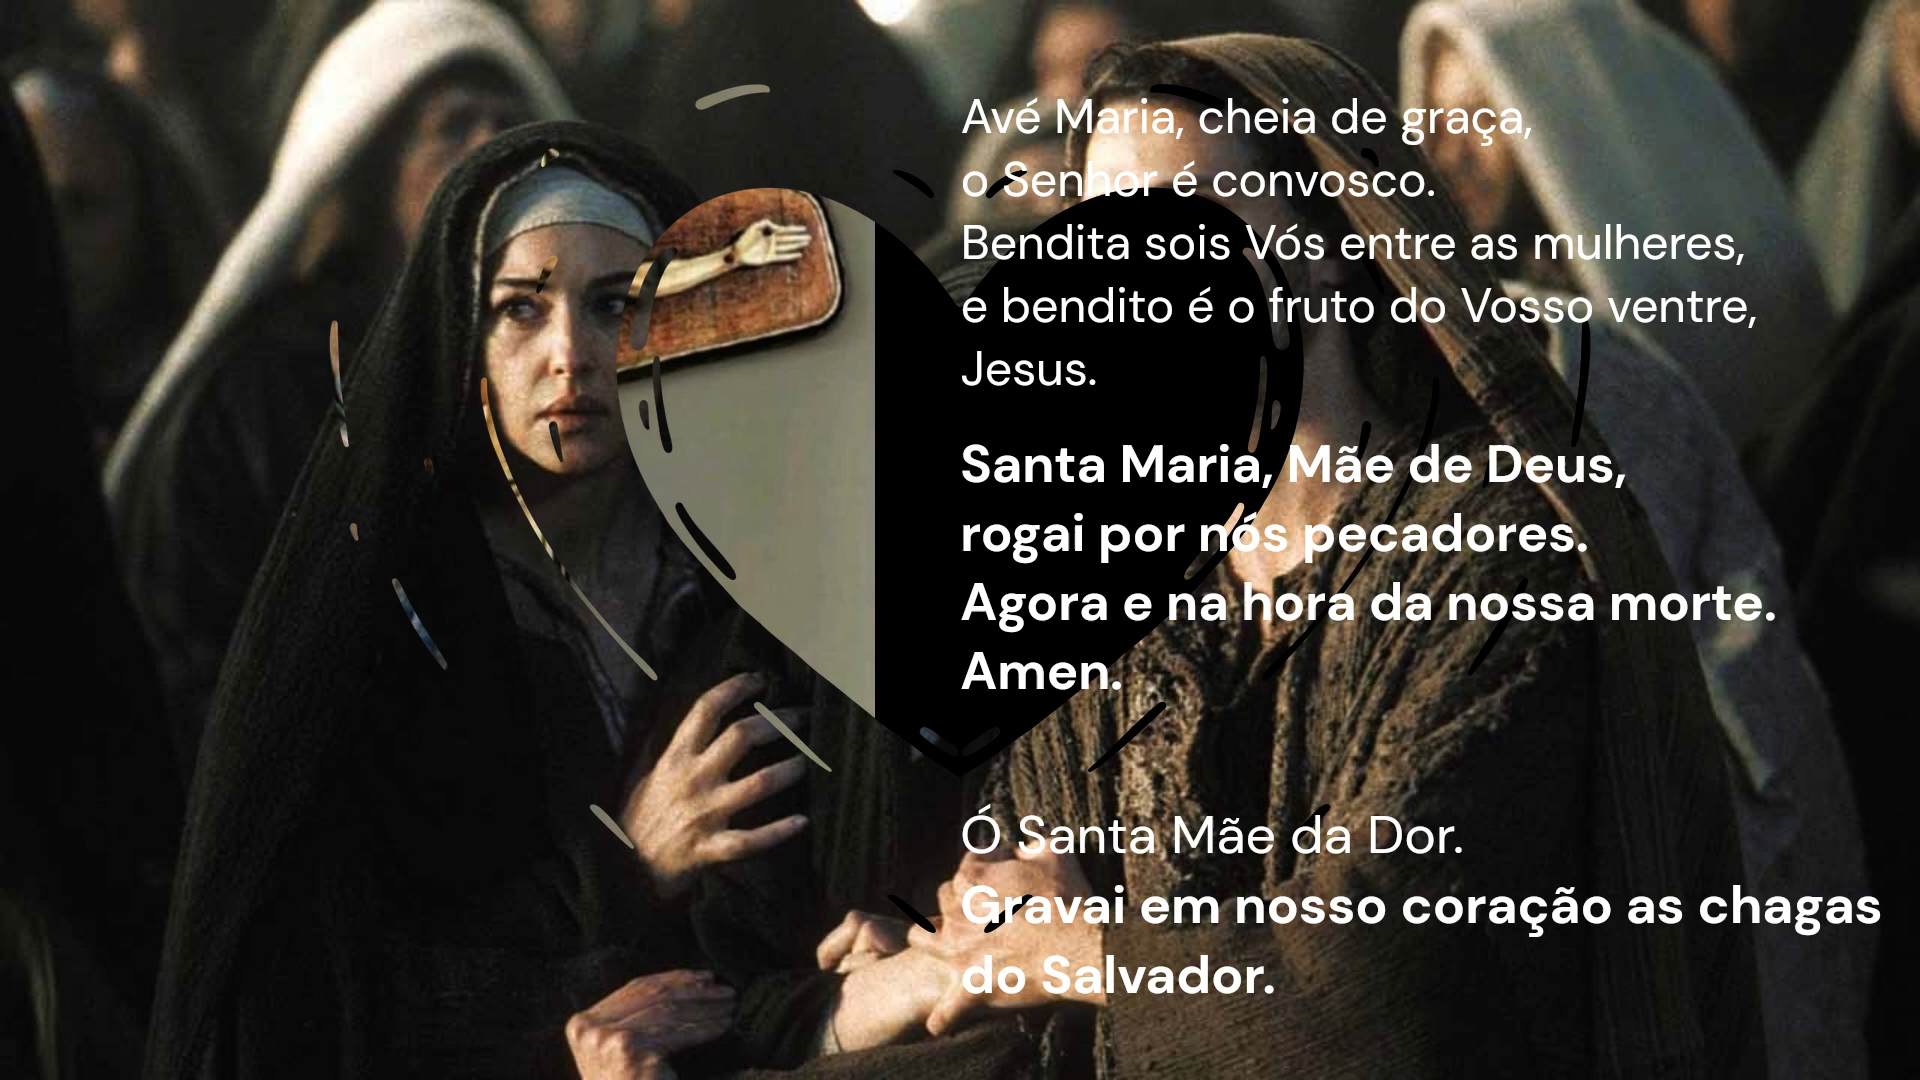 Avé Maria, cheia de graça,
o Senhor é convosco.
Bendita sois Vós entre as mulheres,
e bendito é o fruto do Vosso ventre,
Jesus.
Santa Maria, Mãe de Deus,
rogai por nós pecadores.
Agora e na hora da nossa morte.
Amen.
Ó Santa Mãe da Dor.
Gravai em nosso coração as chagas
do Salvador.